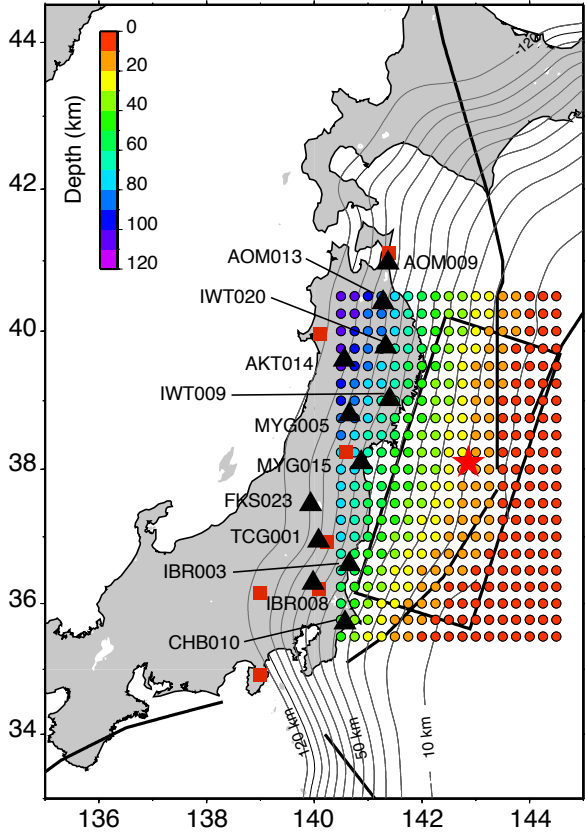 44
42
40
38
36
34
136
138
140
142
144
Depth (km)
0
20
40
60
80
100
120
-120
AOM013
AOM009
IWT020
AKT014
IWT009
MYG005
MYG015
FKS023
TCG001
IBR003
IBR008
CHB010
120 km
50 km
10 km